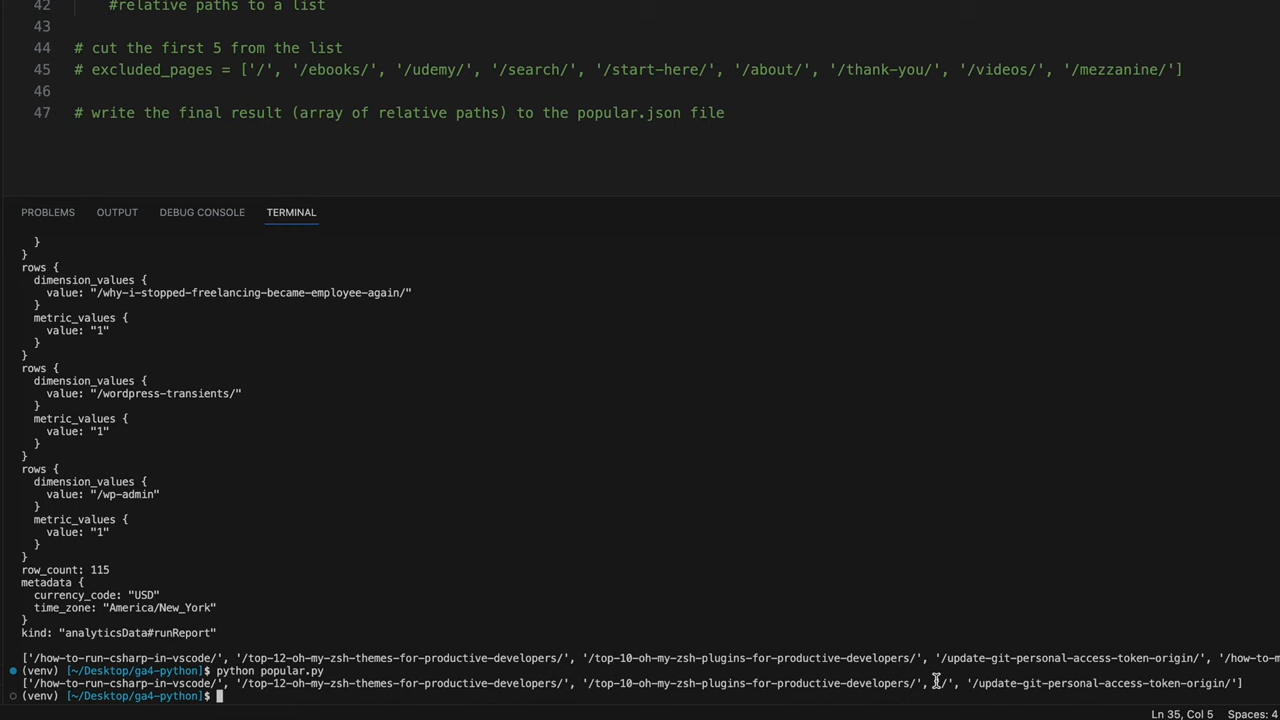 42 #relative paths to a list
43
44 # cut the first 5 from the list
45 # excluded_pages = ['/', '/ebooks/', '/udemy/', '/search/', '/start-here/', '/about/', '/thank-you/', '/videos/', '/mezzanine/']
46
47 # write the final result (array of relative paths) to the popular.json file
PROBLEMS OUTPUT DEBUG CONSOLE TERMINAL
}
}
rows {
dimension_values {
value: "/why-i-stopped-freelancing-became-employee-again/"
}
metric_values {
value: "1"
}
}
rows {
dimension_values {
value: "/wordpress-transients/"
}
metric_values {
value: "1"
}
}
rows {
dimension_values {
value: "/wp-admin"
}
metric_values {
value: "1"
}
}
row_count: 115
metadata {
currency_code: "USD"
time_zone: "America/New_York"
}
kind: "analyticsData#runReport"
['/how-to-run-csharp-in-vscode/', '/top-12-oh-my-zsh-themes-for-productive-developers/', '/top-10-oh-my-zsh-plugins-for-productive-developers/', '/update-git-personal-access-token-origin/', '/how-to-m
(venv) [~/Desktop/ga4-python]$ python popular.py
['/how-to-run-csharp-in-vscode/', '/top-12-oh-my-zsh-themes-for-productive-developers/', '/top-10-oh-my-zsh-plugins-for-productive-developers/', '/', '/update-git-personal-access-token-origin/']
(venv) [~/Desktop/ga4-python]$
Ln 35, Col 5 Spaces: 4